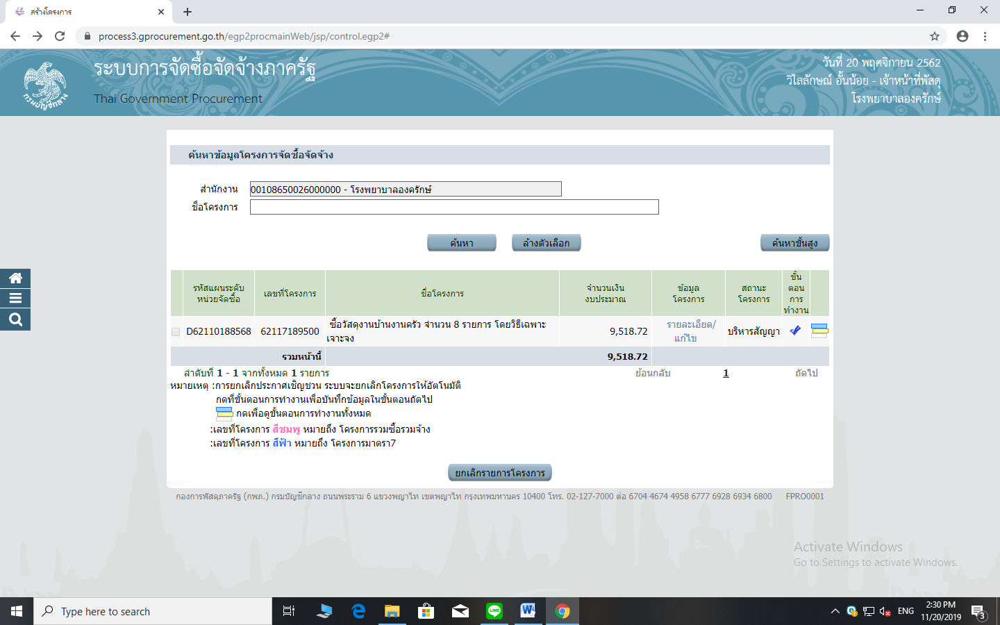 สร้างโครงการ
process3.gprocurement.go.th/egp2procmainWeb/jsp/control.egp2#
กรมบัญชีกลาง
ระบบการจัดซื้อจัดจ้างภาครัฐ
Thai Government Procurement
วันที่ 20 พฤศจิกายน 2562
วิไลลักษณ์ อั้นน้อย - เจ้าหน้าที่พัสดุ
โรงพยาบาลองครักษ์
ค้นหาข้อมูลโครงการจัดซื้อจัดจ้าง
สำนักงาน 00108650026000000 - โรงพยาบาลองครักษ์
ชื่อโครงการ
ค้นหา ล้างตัวเลือก ค้นหาขั้นสูง
รหัสแผนระดับหน่วยจัดซื้อ เลขที่โครงการ ชื่อโครงการ จำนวนเงินงบประมาณ ข้อมูลโครงการ สถานะโครงการ ขั้นตอนการทำงาน
D62110188568 62117189500 ซื้อวัสดุงานบ้านงานครัว จำนวน 8 รายการ โดยวิธีเฉพาะเจาะจง 9,518.72 รายละเอียด/แก้ไข บริหารสัญญา
รวมหน้านี้ 9,518.72
ลำดับที่ 1 - 1 จากทั้งหมด 1 รายการ ย้อนกลับ 1 ถัดไป
หมายเหตุ :การยกเลิกประกาศเชิญชวน ระบบจะยกเลิกโครงการให้อัตโนมัติ
กดที่ขั้นตอนการทำงานเพื่อบันทึกข้อมูลในขั้นตอนถัดไป
กดเพื่อดูขั้นตอนการทำงานทั้งหมด
:เลขที่โครงการ สีชมพู หมายถึง โครงการรวมซื้อรวมจ้าง
:เลขที่โครงการ สีฟ้า หมายถึง โครงการมาตรา7
ยกเลิกรายการโครงการ
กองการพัสดุภาครัฐ (กพภ.) กรมบัญชีกลาง ถนนพระราม 6 แขวงพญาไท เขตพญาไท กรุงเทพมหานคร 10400 โทร. 02-127-7000 ต่อ 6704 4674 4958 6777 6928 6934 6800 FPRO0001
Activate Windows
Go to Settings to activate Windows.
Type here to search
LINE
ENG
2:30 PM
11/20/2019
3